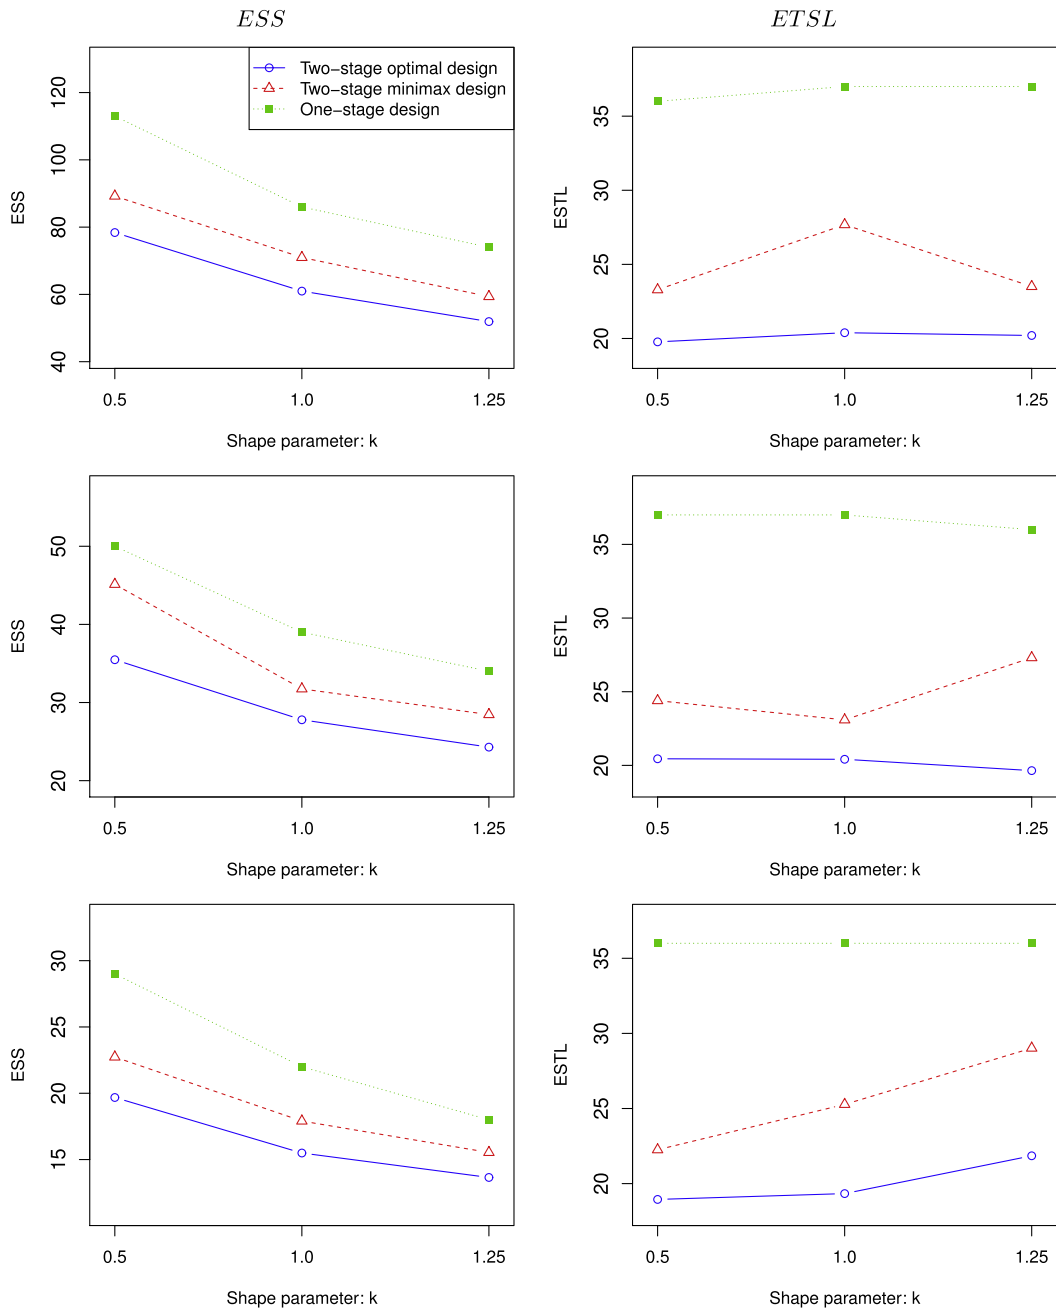 ESS
ETSL
Two-stage optimal design
Two-stage minimax design
One-stage design
ESS
40
60
80
100
120
0.5
1.0
1.25
Shape parameter: k
ESTL
20
25
30
35
0.5
1.0
1.25
Shape parameter: k
ESS
20
30
40
50
0.5
1.0
1.25
Shape parameter: k
ESTL
20
25
30
35
0.5
1.0
1.25
Shape parameter: k
ESS
15
20
25
30
0.5
1.0
1.25
Shape parameter: k
ESTL
20
25
30
35
0.5
1.0
1.25
Shape parameter: k